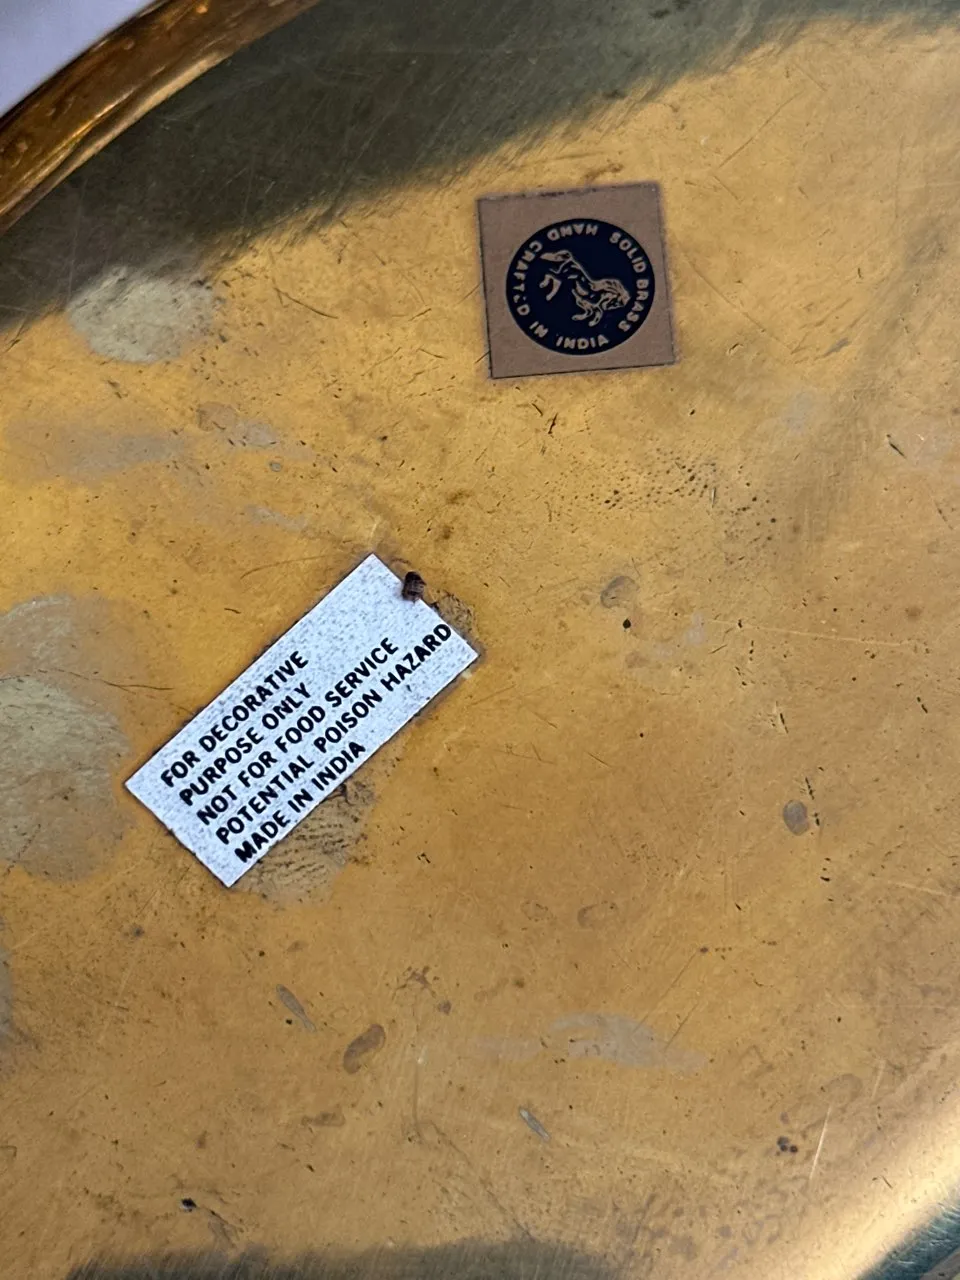 SOLID BRASS
HAND CRAFTED IN INDIA
FOR DECORATIVE
PURPOSE ONLY
NOT FOR FOOD SERVICE
POTENTIAL POISON HAZARD
MADE IN INDIA